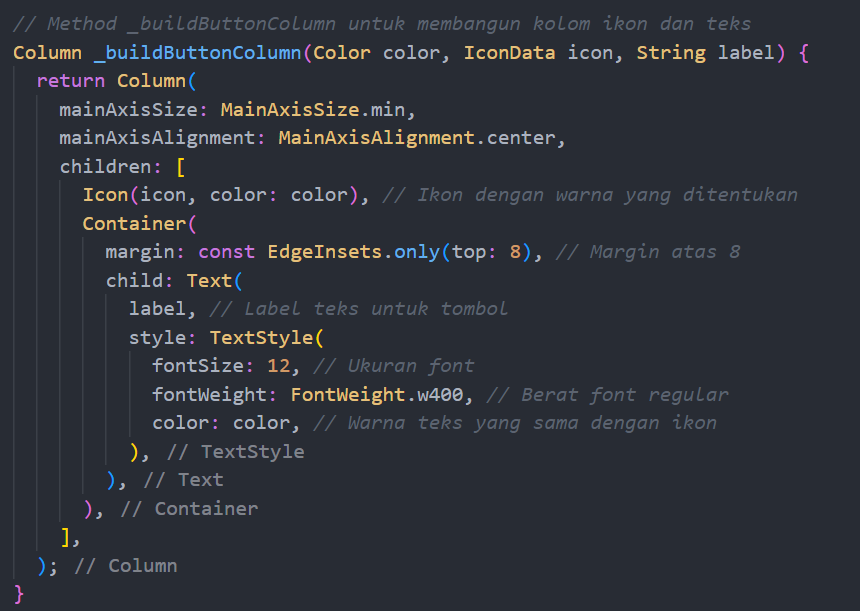 // Method _buildButtonColumn untuk membangun kolom ikon dan teks
Column _buildButtonColumn(Color color, IconData icon, String label) {
  return Column(
    mainAxisSize: MainAxisSize.min,
    mainAxisAlignment: MainAxisAlignment.center,
    children: [
      Icon(icon, color: color), // Ikon dengan warna yang ditentukan
      Container(
        margin: const EdgeInsets.only(top: 8), // Margin atas 8
        child: Text(
          label, // Label teks untuk tombol
          style: TextStyle(
            fontSize: 12, // Ukuran font
            fontWeight: FontWeight.w400, // Berat font regular
            color: color, // Warna teks yang sama dengan ikon
          ), // TextStyle
        ), // Text
      ), // Container
    ],
  ); // Column
}